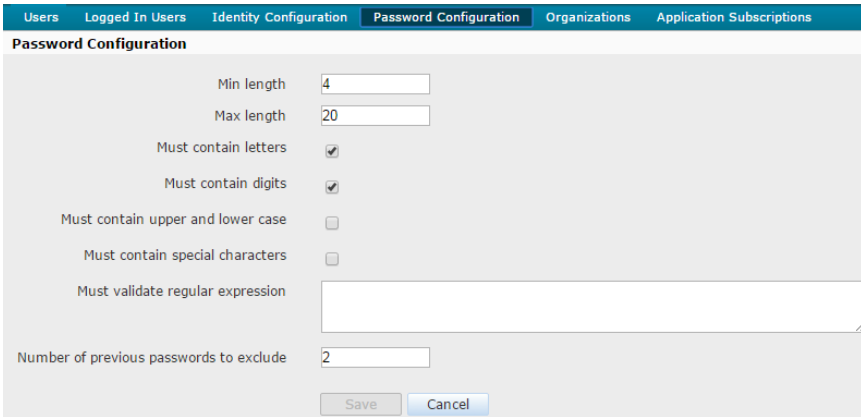 Users Logged In Users Identity Configuration Password Configuration Organizations Application Subscriptions
Password Configuration
Min length 4
Max length 20
Must contain letters
Must contain digits
Must contain upper and lower case
Must contain special characters
Must validate regular expression
Number of previous passwords to exclude 2
Save Cancel